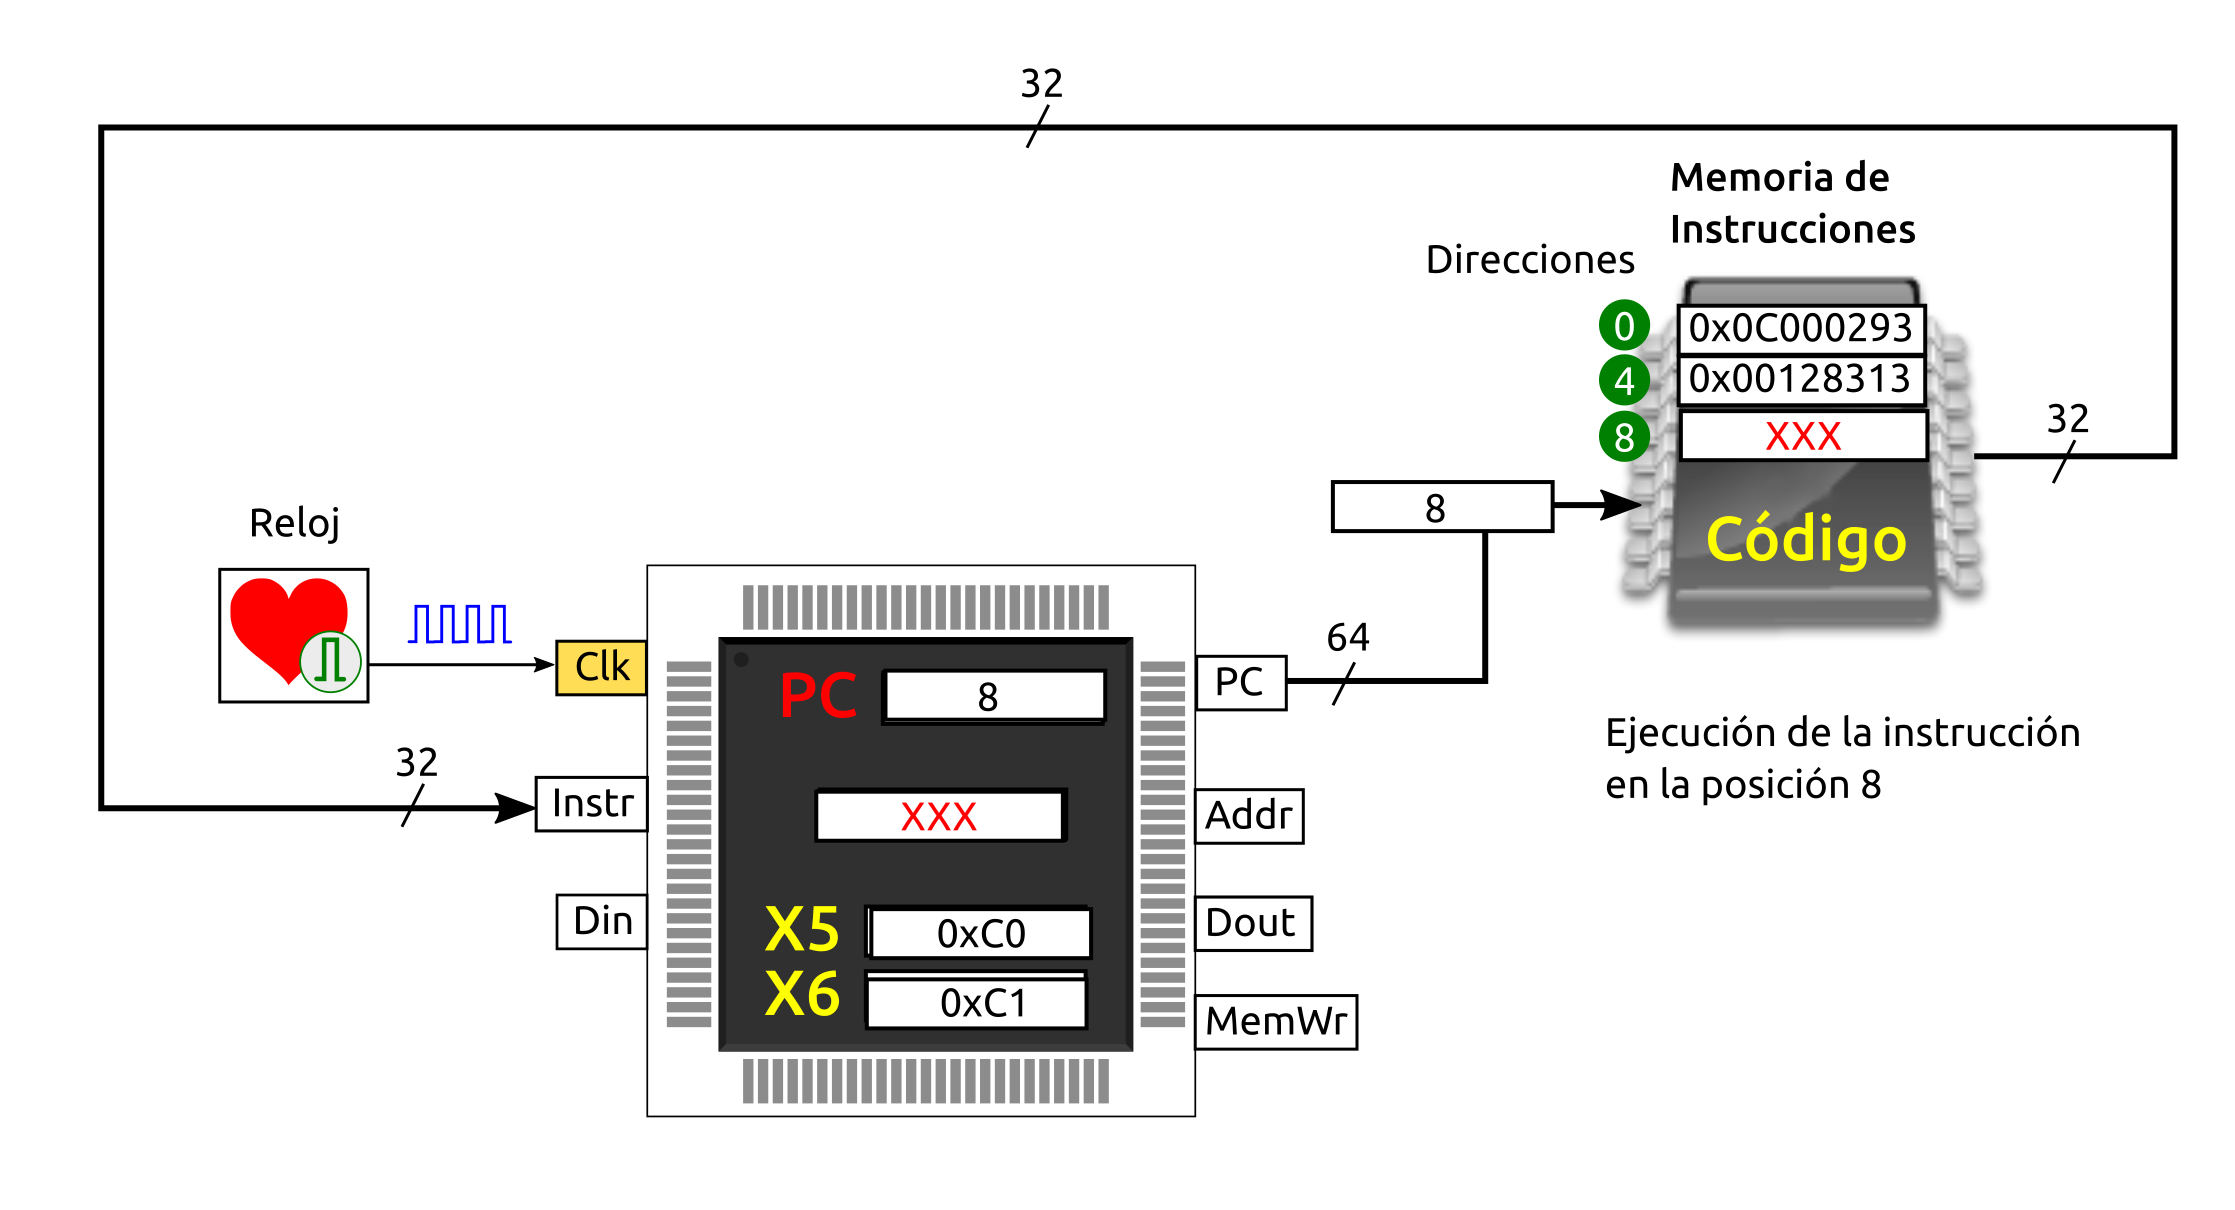 32
Memoria de
Instrucciones
Direcciones
0
0x0C000293
4
0x00128313
8
XXX
32
8
Código
Reloj
64
Clk
PC
8
PC
Ejecución de la instrucción
en la posición 8
32
Instr
XXX
Addr
Din
X5
0xC0
Dout
X6
0xC1
MemWr